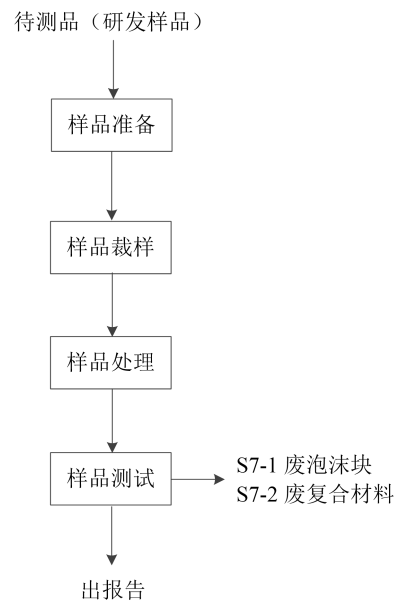 待测品（研发样品）
样品准备
样品裁样
样品处理
样品测试
S7-1 废泡沫块
S7-2 废复合材料
出报告